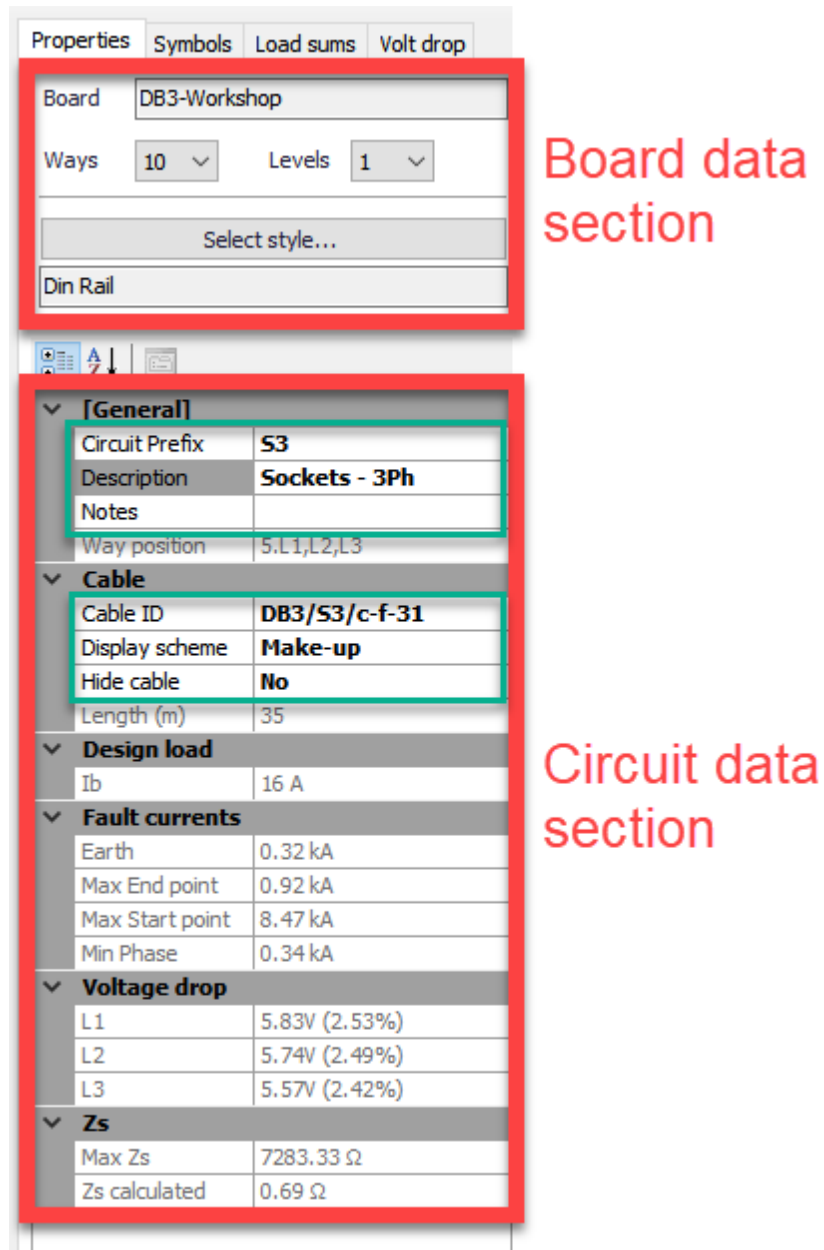 Properties Symbols Load sums Volt drop
Board DB3-Workshop
Ways 10 Levels 1
Select style...
Din Rail
Board data
section
[General]
Circuit Prefix S3
Description Sockets - 3Ph
Notes
Way position 5.L1,L2,L3
Cable
Cable ID DB3/S3/c-f-31
Display scheme Make-up
Hide cable No
Length (m) 35
Design load
Ib 16 A
Fault currents
Earth 0.32 kA
Max End point 0.92 kA
Max Start point 8.47 kA
Min Phase 0.34 kA
Voltage drop
L1 5.83V (2.53%)
L2 5.74V (2.49%)
L3 5.57V (2.42%)
Zs
Max Zs 7283.33 Ω
Zs calculated 0.69 Ω
Circuit data
section